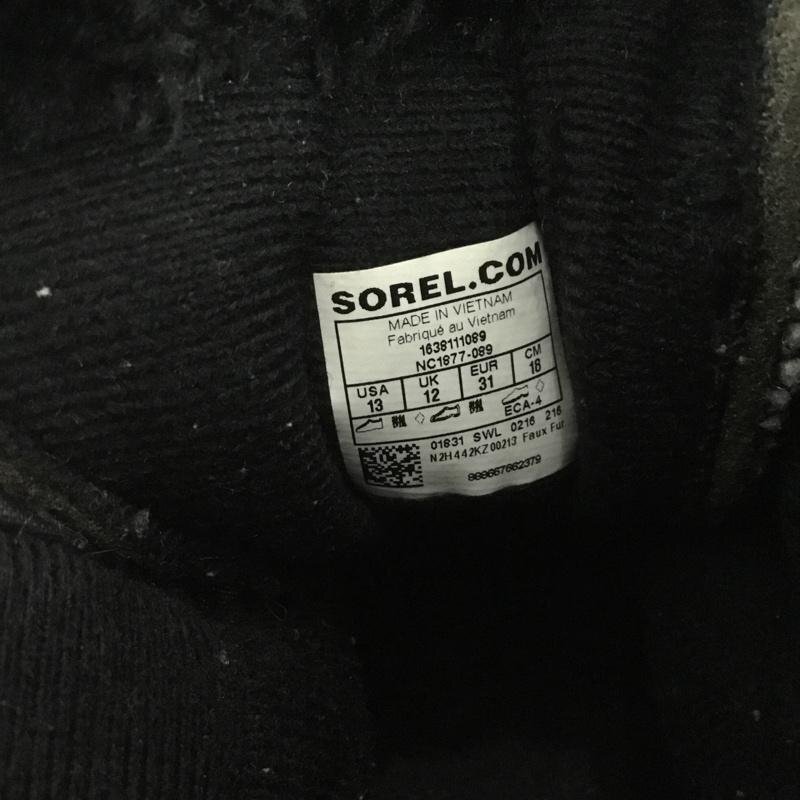 SOREL.COM
MADE IN VIETNAM
Fabriqué au Vietnam
1638111089
NC1877-089
USA UK EUR CM
13 12 31 18
ECA-4
01831 SWL 0216 216
N2H442KZ00213 Faux Fur